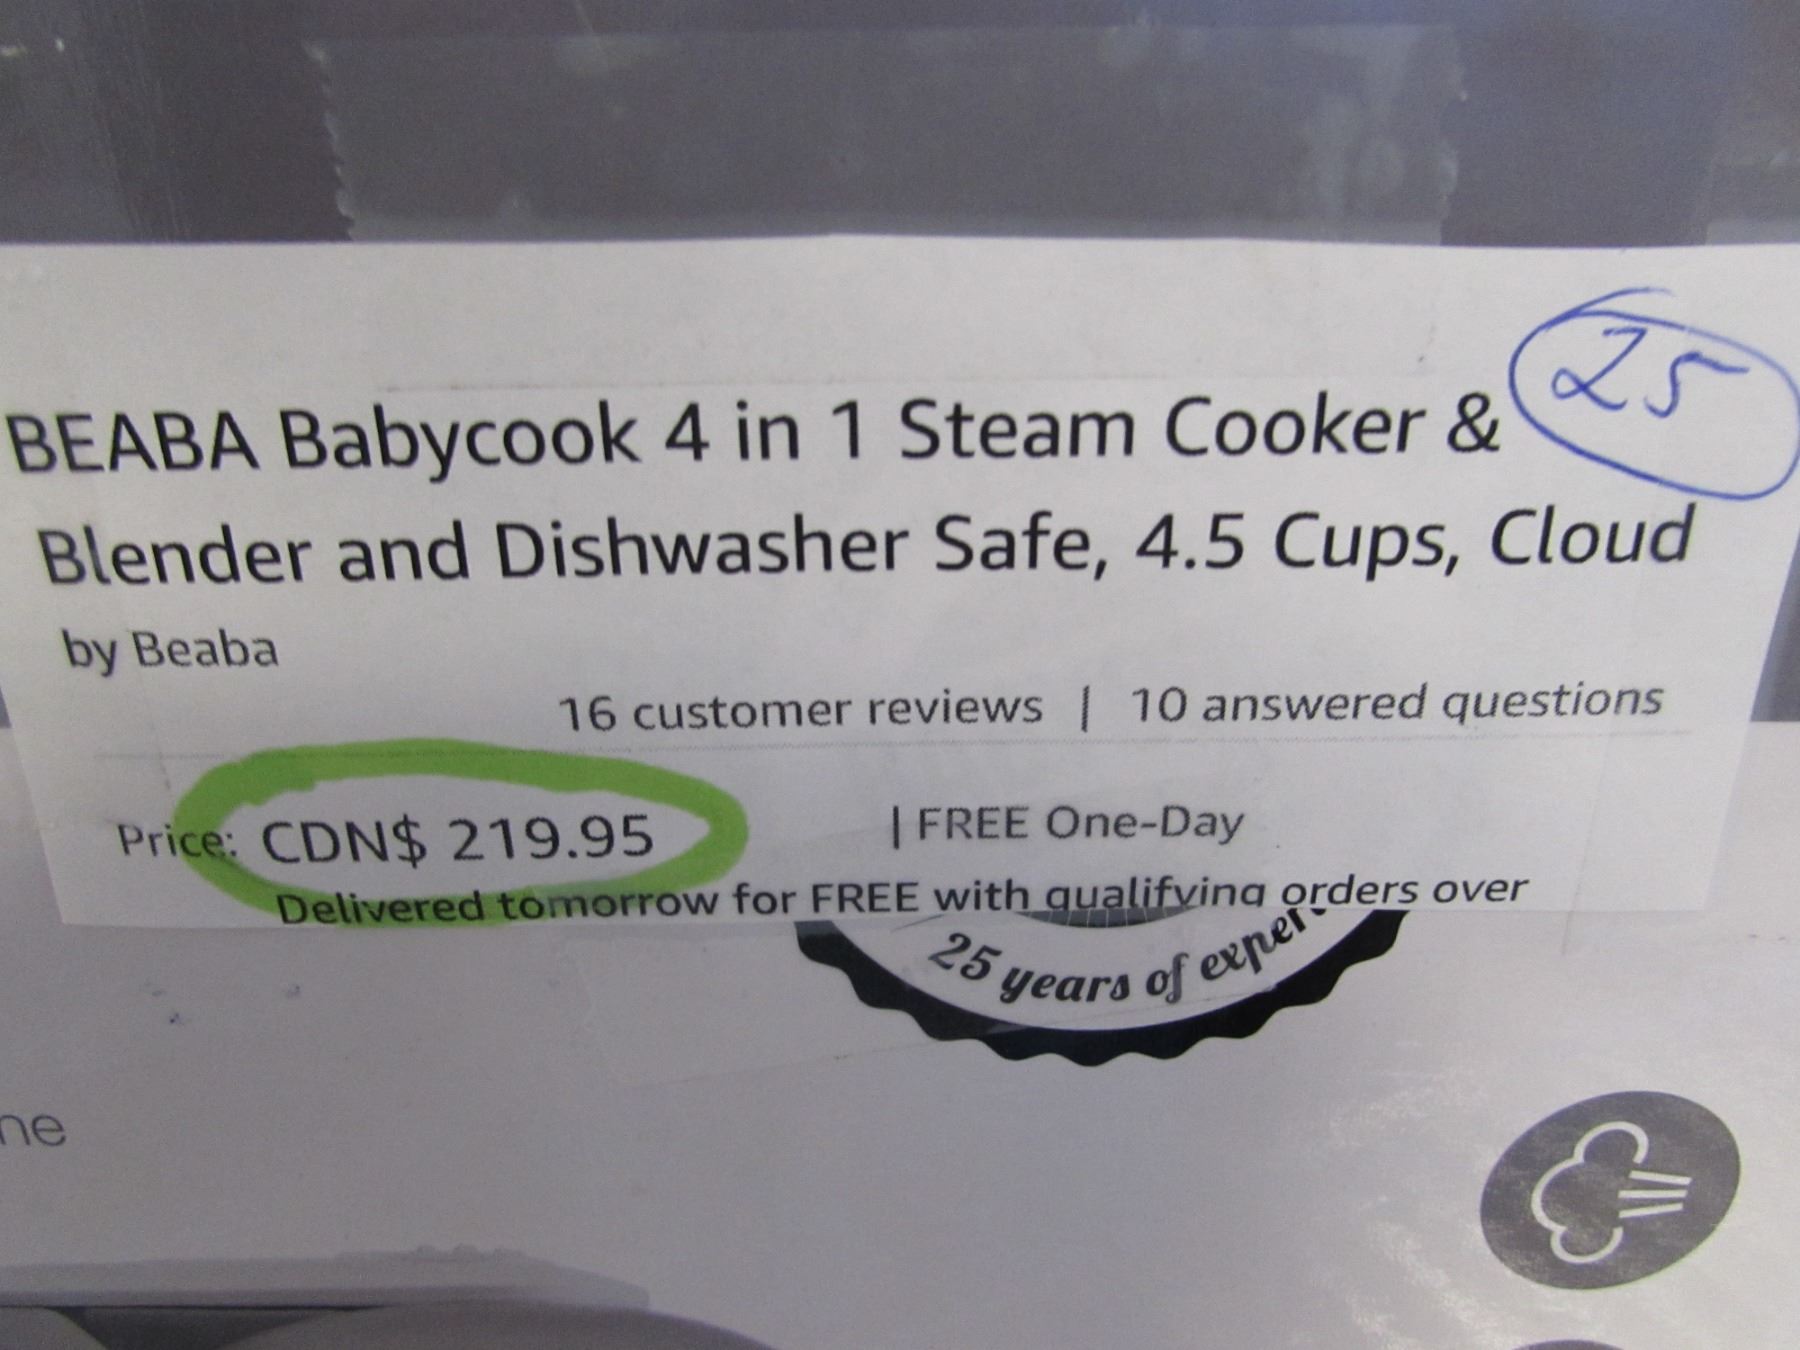 25
BEABA Babycook 4 in 1 Steam Cooker &
Blender and Dishwasher Safe, 4.5 Cups, Cloud
by Beaba
16 customer reviews | 10 answered questions
Price: CDN$ 219.95 | FREE One-Day
Delivered tomorrow for FREE with qualifying orders over
25 years of exper
ne